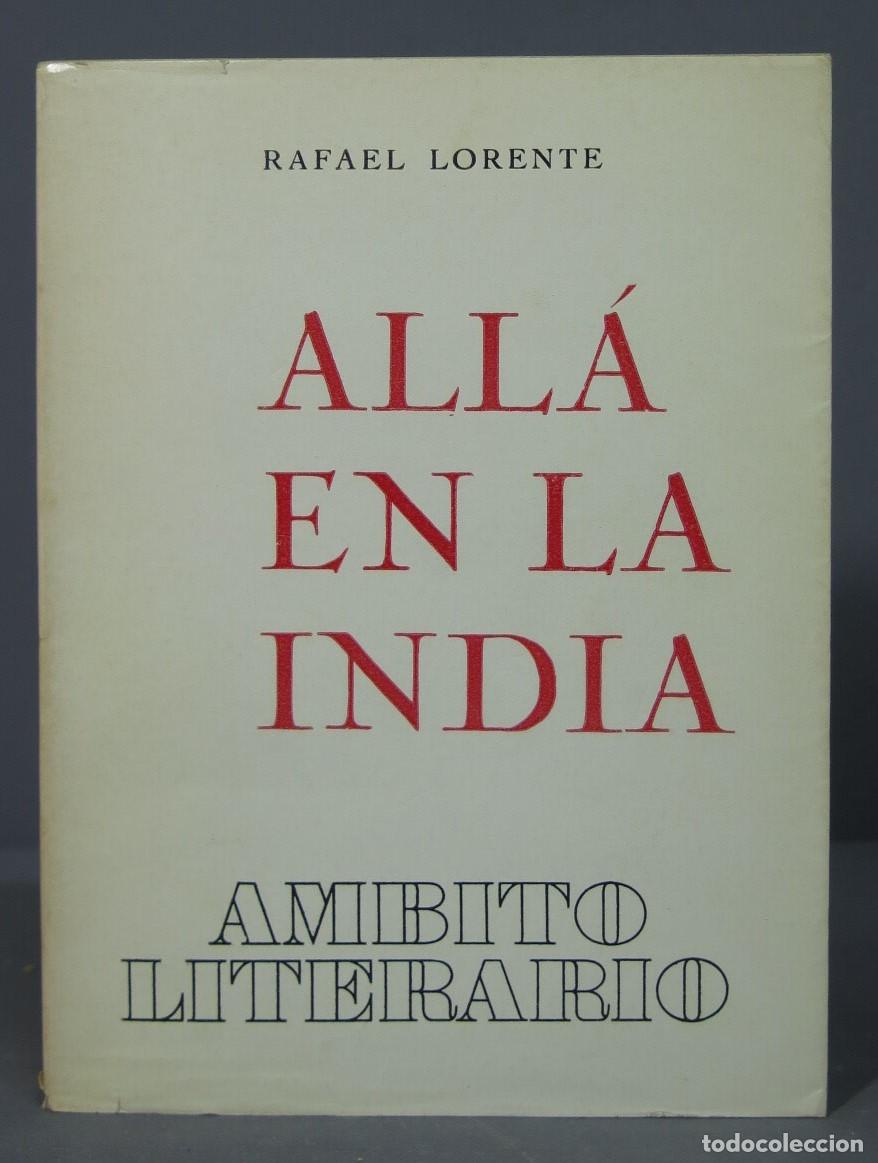 RAFAEL LORENTE
ALLÁ
EN LA
INDIA
AMBITO
LITERARIO
todocoleccion